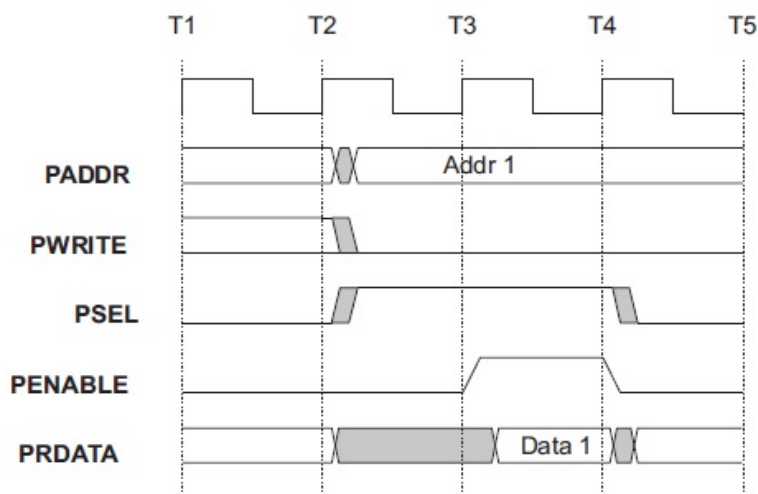 T1 T2 T3 T4 T5
PADDR Addr 1
PWRITE
PSEL
PENABLE
PRDATA Data 1